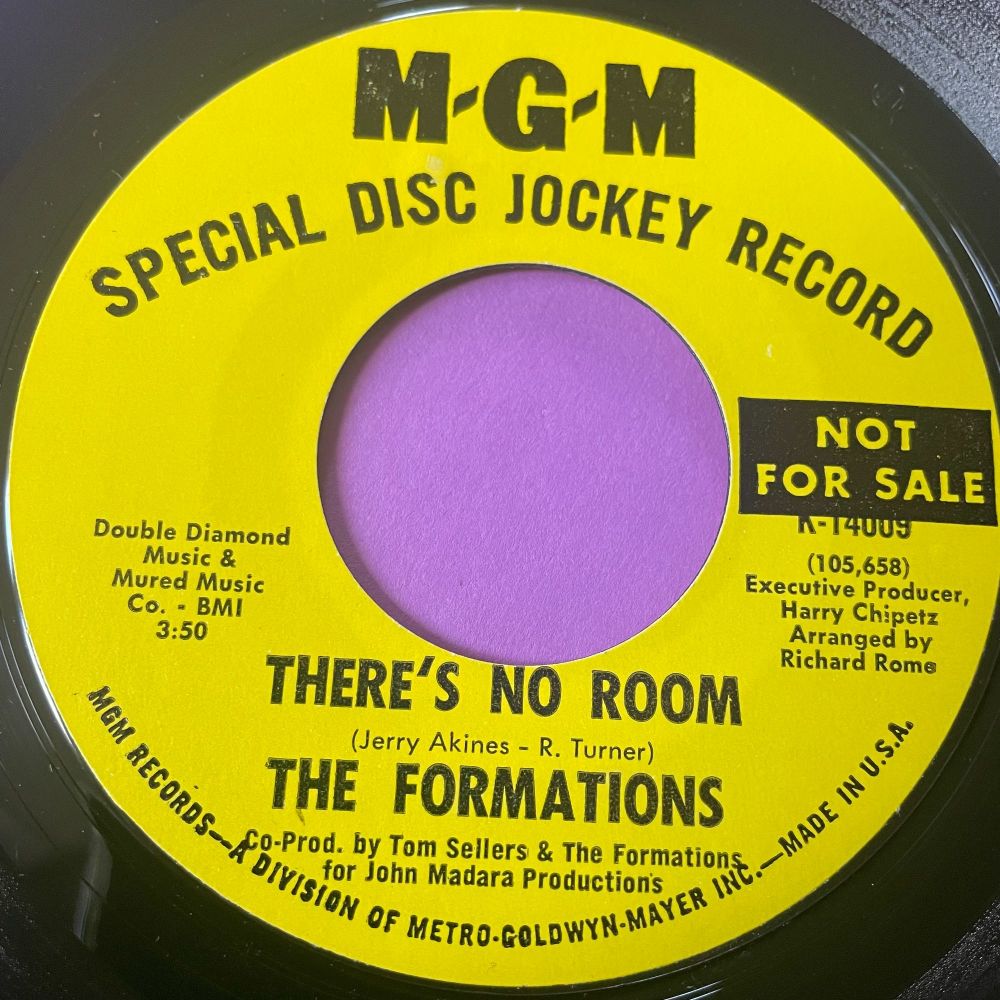 M-G-M
SPECIAL DISC JOCKEY RECORD
NOT
FOR SALE
K-14009
(105,658)
Executive Producer,
Harry Chipetz
Arranged by
Richard Rome
Double Diamond
Music &
Mured Music
Co. - BMI
3:50
THERE'S NO ROOM
(Jerry Akines - R. Turner)
THE FORMATIONS
Co-Prod. by Tom Sellers & The Formations
for John Madara Productions
MGM RECORDS—A DIVISION OF METRO-GOLDWYN-MAYER INC.—MADE IN U.S.A.